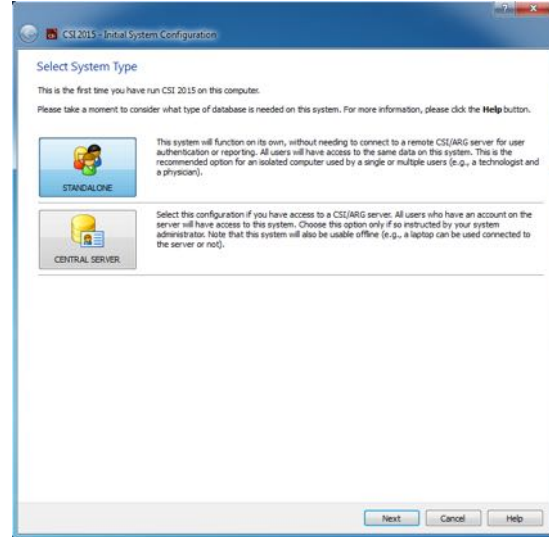 CSI 2015 - Initial System Configuration
Select System Type
This is the first time you have run CSI 2015 on this computer.
Please take a moment to consider what type of database is needed on this system. For more information, please click the Help button.
This system will function on its own, without needing to connect to a remote CSI/ARG server for user
authentication or reporting. All users will have access to the same data on this system. This is the
recommended option for an isolated computer used by a single or multiple users (e.g., a technologist and
a physician).
STANDALONE
Select this configuration if you have access to a CSI/ARG server. All users who have an account on the
server will have access to this system. Choose this option only if so instructed by your system
administrator. Note that this system will also be usable offline (e.g., a laptop can be used connected to
the server or not).
CENTRAL SERVER
Next Cancel Help